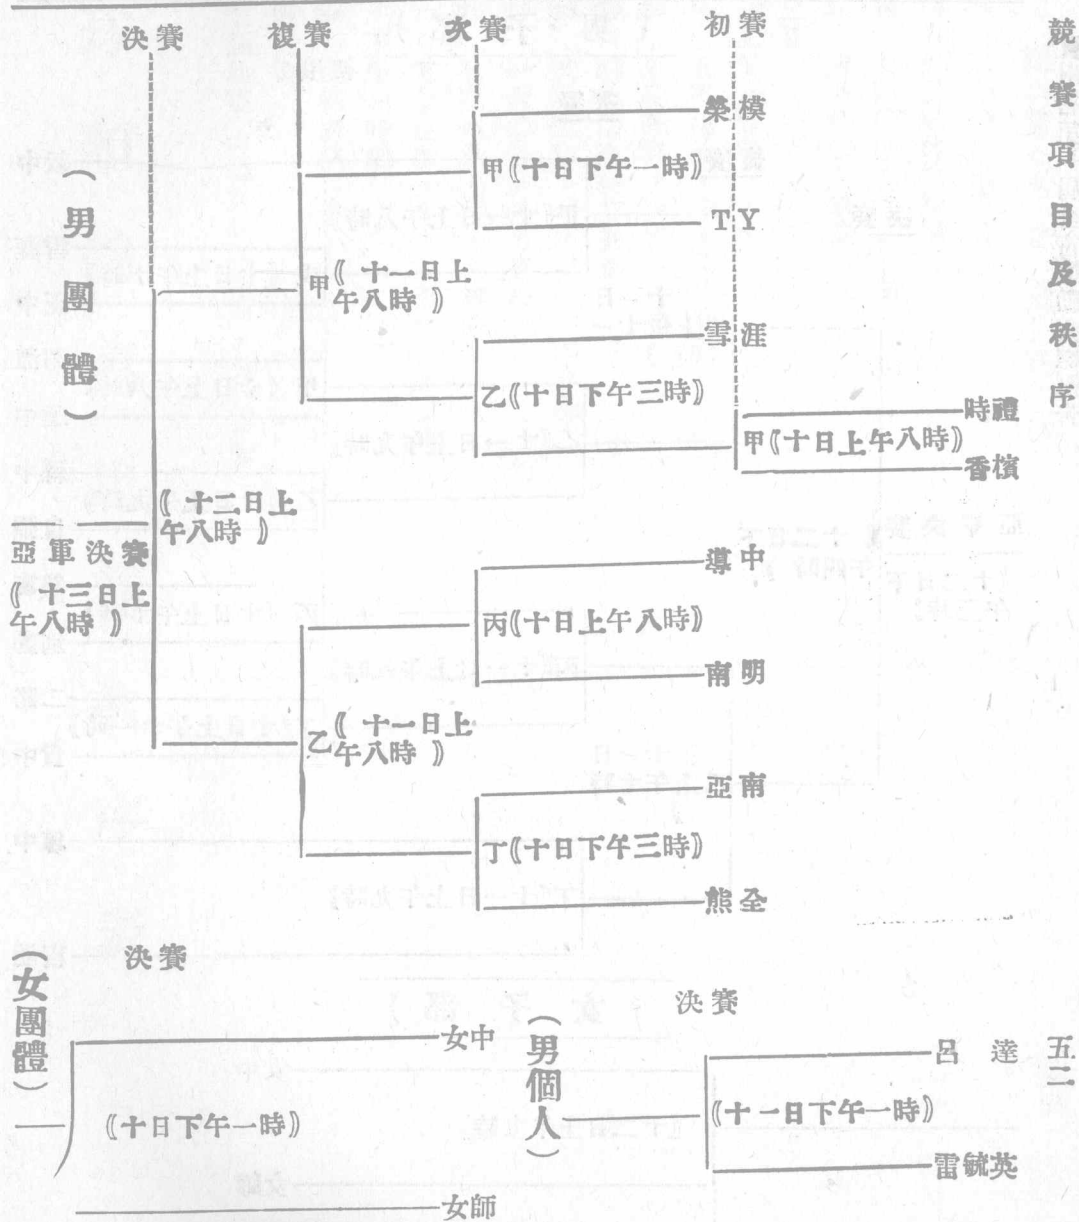 競賽項目及秩序
五二
初賽
次賽
複賽
決賽
（男團體）
模榮
甲《十日下午一時》
TY
雪涯
乙《十日下午三時》
時禮
甲《十日上午八時》
香檳
甲《十一日上
午八時》
導中
丙《十日上午八時》
南明
乙《十一日上
午八時》
亞南
丁《十日下午三時》
熊全
《十二日上
午八時》
亞軍決賽
《十三日上
午八時》
（男個人）
決賽
呂達
《十一日下午一時》
雷毓英
（女團體）
決賽
女中
《十日下午一時》
女師